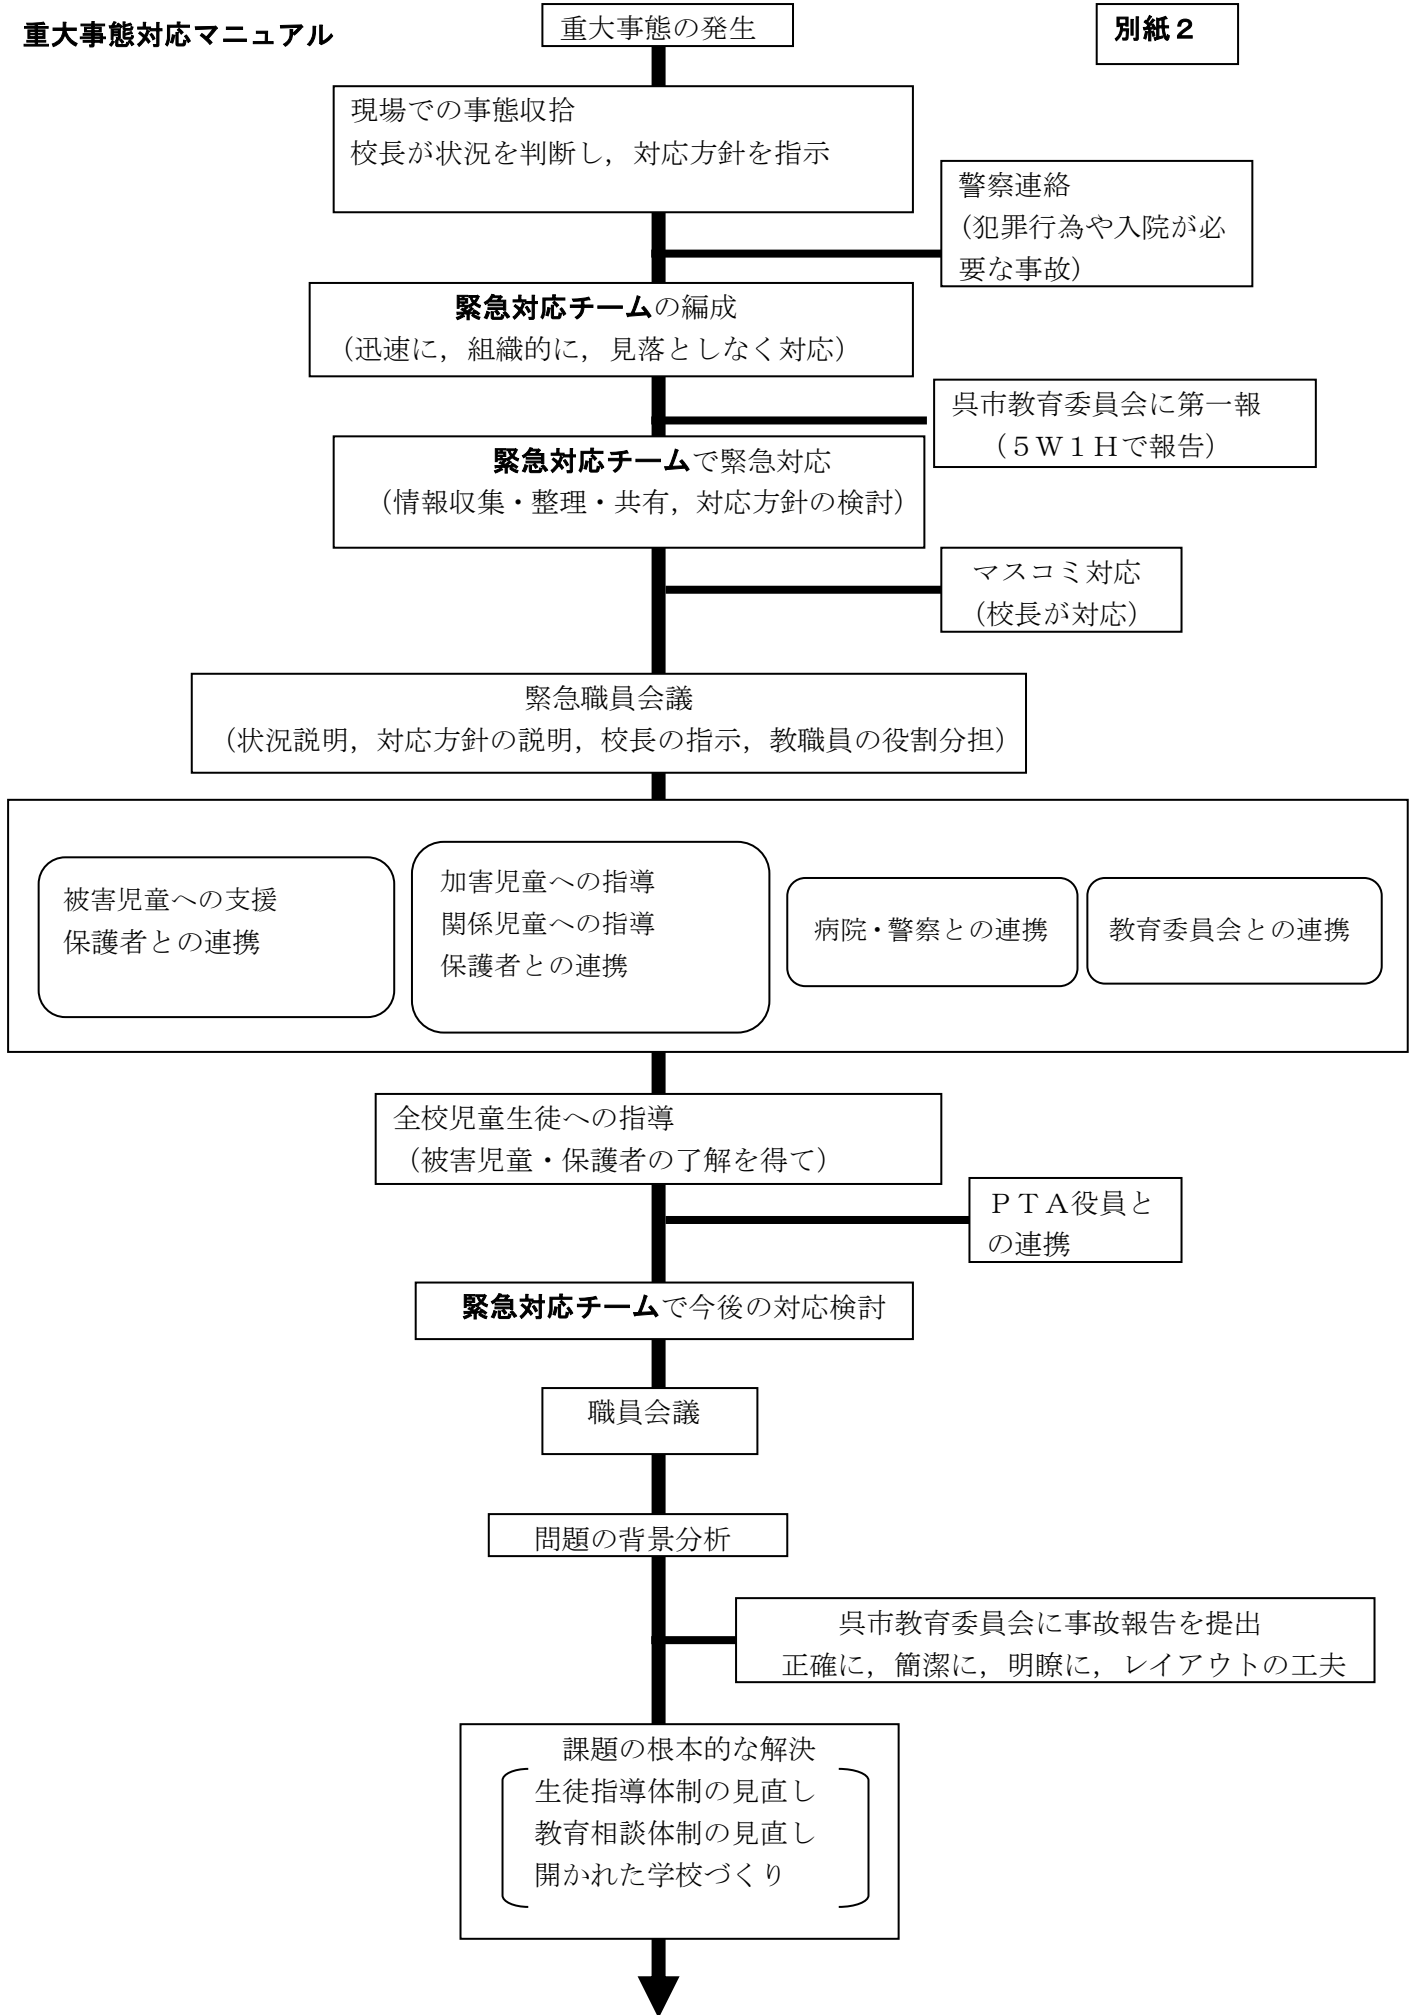 重大事態対応マニュアル
重大事態の発生
別紙２
現場での事態収拾
校長が状況を判断し，対応方針を指示
警察連絡
（犯罪行為や入院が必
要な事故）
緊急対応チームの編成
（迅速に，組織的に，見落としなく対応）
呉市教育委員会に第一報
（５Ｗ１Ｈで報告）
緊急対応チームで緊急対応
（情報収集・整理・共有，対応方針の検討）
マスコミ対応
（校長が対応）
緊急職員会議
（状況説明，対応方針の説明，校長の指示，教職員の役割分担）
被害児童への支援
保護者との連携
加害児童への指導
関係児童への指導
保護者との連携
病院・警察との連携
教育委員会との連携
全校児童生徒への指導
（被害児童・保護者の了解を得て）
ＰＴＡ役員と
の連携
緊急対応チームで今後の対応検討
職員会議
問題の背景分析
呉市教育委員会に事故報告を提出
正確に，簡潔に，明瞭に，レイアウトの工夫
課題の根本的な解決
生徒指導体制の見直し
教育相談体制の見直し
開かれた学校づくり